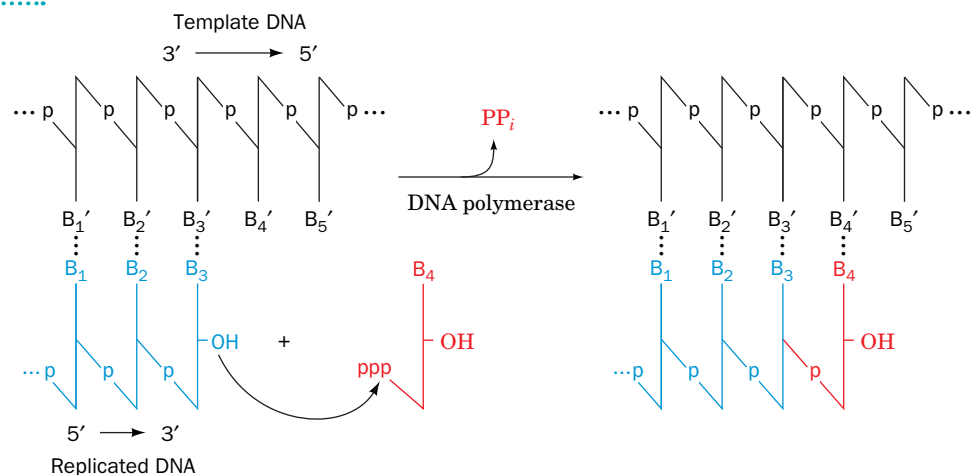 Template DNA
3′ 5′
... p p p p p p ...
PPi
... p p p p p p ...
DNA polymerase
B1′ B2′ B3′ B4′ B5′
B1′ B2′ B3′ B4′ B5′
B1 B2 B3
B4
B1 B2 B3 B4
OH + OH
OH
... p p p
ppp
... p p p p
5′ 3′
Replicated DNA